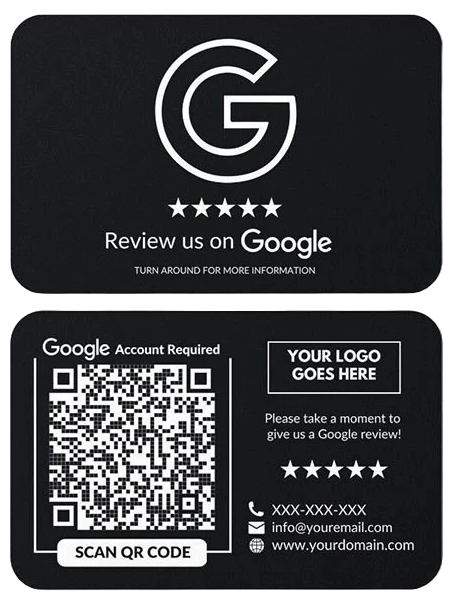 G
Review us on Google
TURN AROUND FOR MORE INFORMATION
Google Account Required
SCAN QR CODE
YOUR LOGO
GOES HERE
Please take a moment to
give us a Google review!
XXX-XXX-XXX
info@youremail.com
www.yourdomain.com